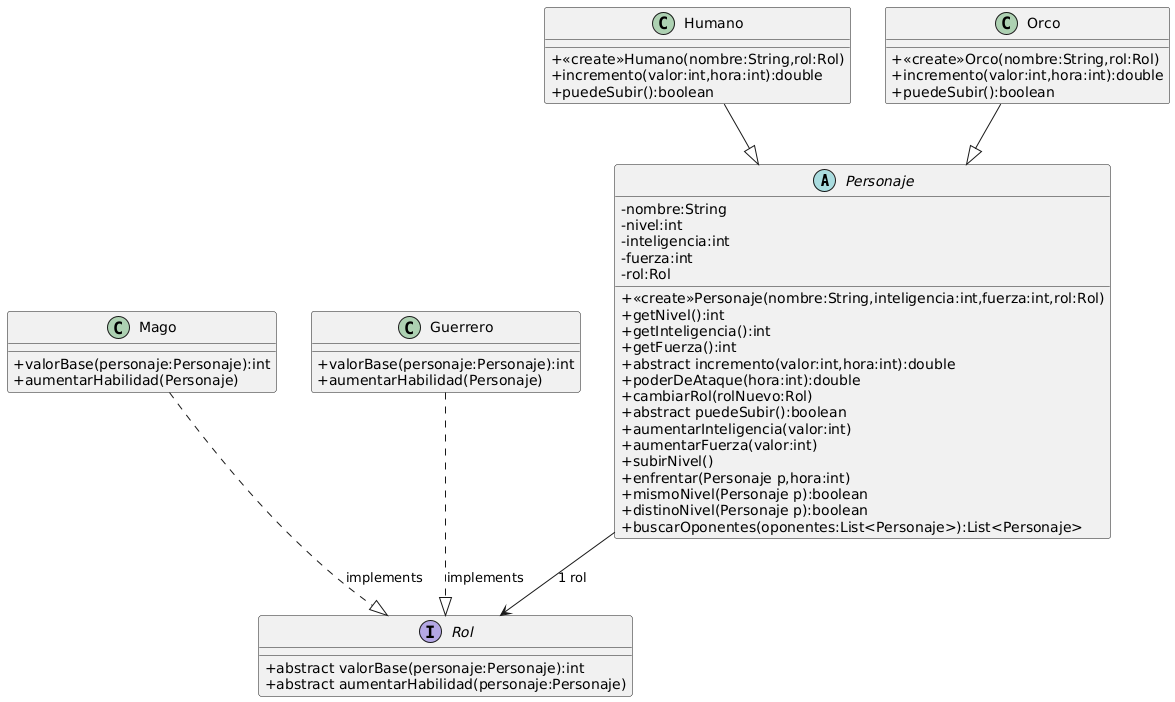 C Humano
+«create»Humano(nombre:String,rol:Rol)
+incremento(valor:int,hora:int):double
+puedeSubir():boolean
C Orco
+«create»Orco(nombre:String,rol:Rol)
+incremento(valor:int,hora:int):double
+puedeSubir():boolean
A Personaje
-nombre:String
-nivel:int
-inteligencia:int
-fuerza:int
-rol:Rol
+«create»Personaje(nombre:String,inteligencia:int,fuerza:int,rol:Rol)
+getNivel():int
+getInteligencia():int
+getFuerza():int
+abstract incremento(valor:int,hora:int):double
+poderDeAtaque(hora:int):double
+cambiarRol(rolNuevo:Rol)
+abstract puedeSubir():boolean
+aumentarInteligencia(valor:int)
+aumentarFuerza(valor:int)
+subirNivel()
+enfrentar(Personaje p,hora:int)
+mismoNivel(Personaje p):boolean
+distinoNivel(Personaje p):boolean
+buscarOponentes(oponentes:List<Personaje>):List<Personaje>
C Mago
+valorBase(personaje:Personaje):int
+aumentarHabilidad(Personaje)
C Guerrero
+valorBase(personaje:Personaje):int
+aumentarHabilidad(Personaje)
implements
implements
1 rol
I Rol
+abstract valorBase(personaje:Personaje):int
+abstract aumentarHabilidad(personaje:Personaje)